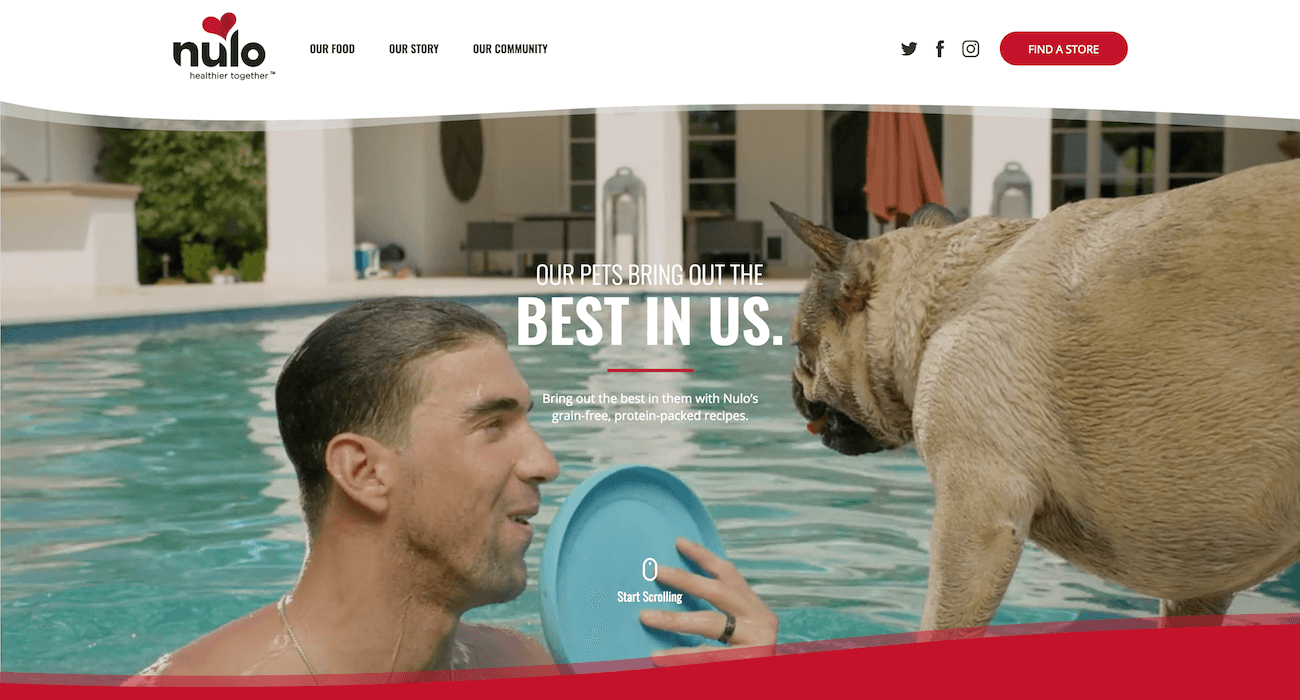 nulo
healthier together™
OUR FOOD
OUR STORY
OUR COMMUNITY
FIND A STORE
OUR PETS BRING OUT THE
BEST IN US.
Bring out the best in them with Nulo's
grain-free, protein-packed recipes.
Start Scrolling